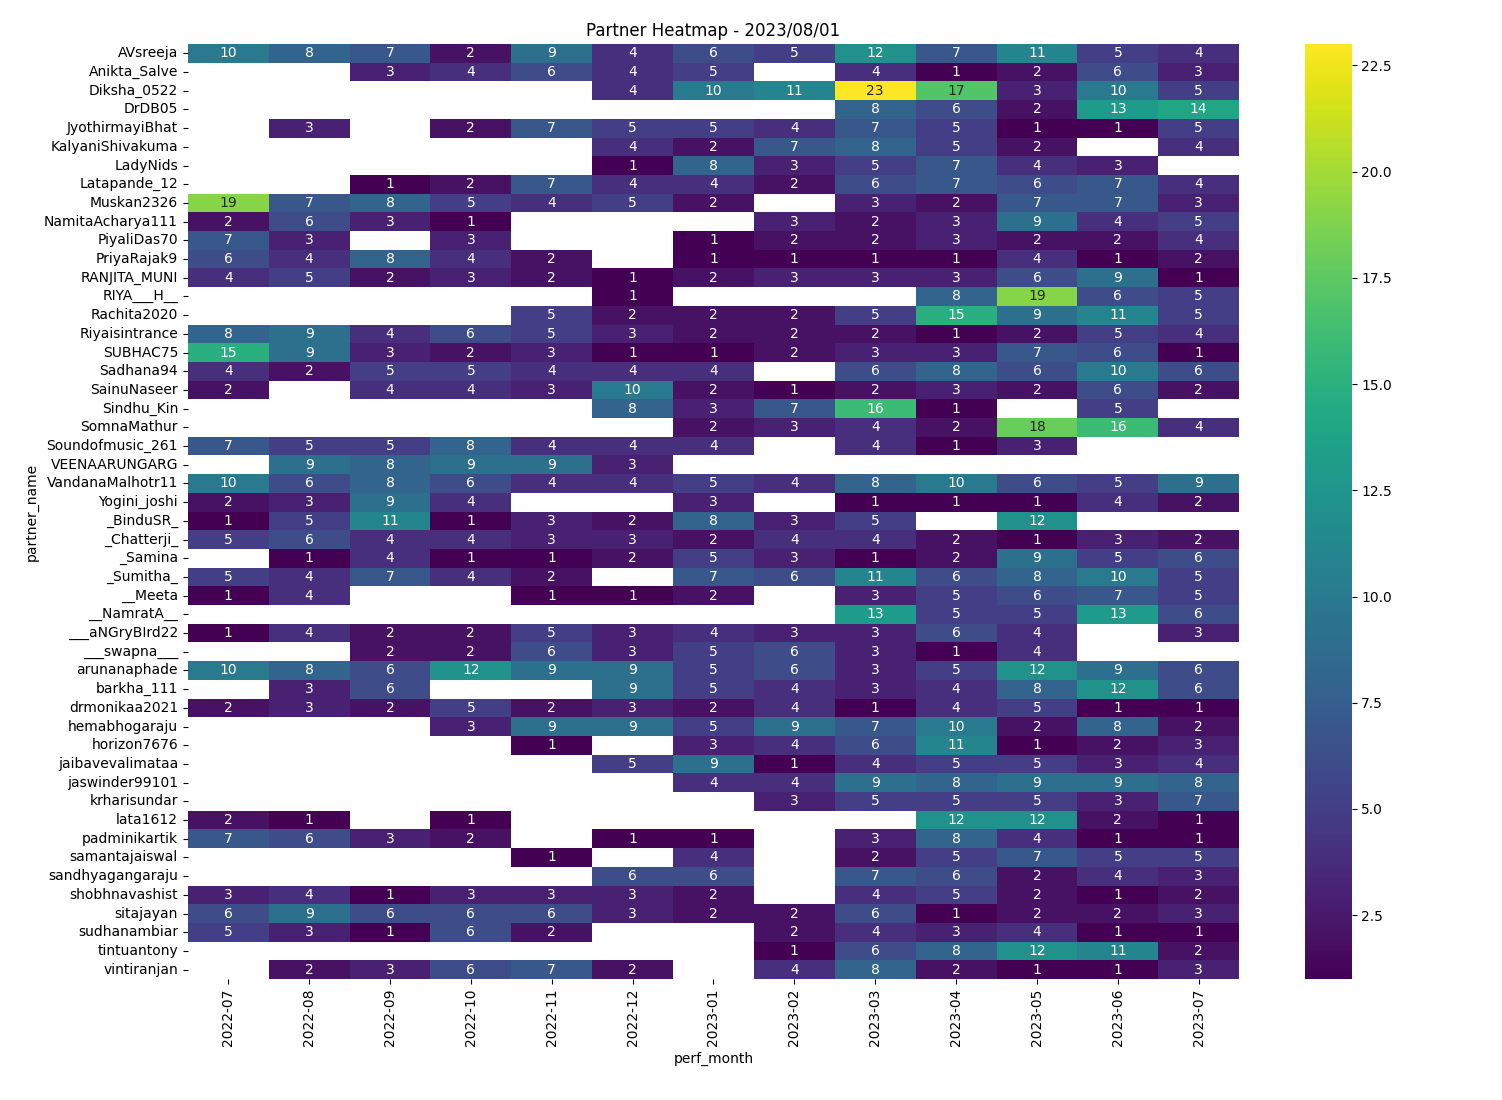 Partner Heatmap - 2023/08/01
AVsreeja 10 8 7 2 9 4 6 5 12 7 11 5 4
Anikta_Salve 3 4 6 4 5 4 1 2 6 3
Diksha_0522 4 10 11 23 17 3 10 5
DrDB05 8 6 2 13 14
JyothirmayiBhat 3 2 7 5 5 4 7 5 1 1 5
KalyaniShivakuma 4 2 7 8 5 2 4
LadyNids 1 8 3 5 7 4 3
Latapande_12 1 2 7 4 4 2 6 7 6 7 4
Muskan2326 19 7 8 5 4 5 2 3 2 7 7 3
NamitaAcharya111 2 6 3 1 3 2 3 9 4 5
PiyaliDas70 7 3 3 1 2 2 3 2 2 4
PriyaRajak9 6 4 8 4 2 1 1 1 1 4 1 2
RANJITA_MUNI 4 5 2 3 2 1 2 3 3 3 6 9 1
RIYA___H__ 1 8 19 6 5
Rachita2020 5 2 2 2 5 15 9 11 5
Riyaisintrance 8 9 4 6 5 3 2 2 2 1 2 5 4
SUBHAC75 15 9 3 2 3 1 1 2 3 3 7 6 1
Sadhana94 4 2 5 5 4 4 4 6 8 6 10 6
SainuNaseer 2 4 4 3 10 2 1 2 3 2 6 2
Sindhu_Kin 8 3 7 16 1 5
SomnaMathur 2 3 4 2 18 16 4
Soundofmusic_261 7 5 5 8 4 4 4 4 1 3
VEENAARUNGARG 9 8 9 9 3
VandanaMalhotr11 10 6 8 6 4 4 5 4 8 10 6 5 9
Yogini_joshi 2 3 9 4 3 1 1 1 4 2
_BinduSR_ 1 5 11 1 3 2 8 3 5 12
_Chatterji_ 5 6 4 4 3 3 2 4 4 2 1 3 2
_Samina 1 4 1 1 2 5 3 1 2 9 5 6
_Sumitha_ 5 4 7 4 2 7 6 11 6 8 10 5
__Meeta 1 4 1 1 2 3 5 6 7 5
__NamratA__ 13 5 5 13 6
___aNGryBIrd22 1 4 2 2 5 3 4 3 3 6 4 3
___swapna___ 2 2 6 3 5 6 3 1 4
arunanaphade 10 8 6 12 9 9 5 6 3 5 12 9 6
barkha_111 3 6 9 5 4 3 4 8 12 6
drmonikaa2021 2 3 2 5 2 3 2 4 1 4 5 1 1
hemabhogaraju 3 9 9 5 9 7 10 2 8 2
horizon7676 1 3 4 6 11 1 2 3
jaibavevalimataa 5 9 1 4 5 5 3 4
jaswinder99101 4 4 9 8 9 9 8
krharisundar 3 5 5 5 3 7
lata1612 2 1 1 12 12 2 1
padminikartik 7 6 3 2 1 1 3 8 4 1 1
samantajaiswal 1 4 2 5 7 5 5
sandhyagangaraju 6 6 7 6 2 4 3
shobhnavashist 3 4 1 3 3 3 2 4 5 2 1 2
sitajayan 6 9 6 6 6 3 2 2 6 1 2 2 3
sudhanambiar 5 3 1 6 2 2 4 3 4 1 1
tintuantony 1 6 8 12 11 2
vintiranjan 2 3 6 7 2 4 8 2 1 1 3
2022-07 2022-08 2022-09 2022-10 2022-11 2022-12 2023-01 2023-02 2023-03 2023-04 2023-05 2023-06 2023-07
perf_month
partner_name
22.5
20.0
17.5
15.0
12.5
10.0
7.5
5.0
2.5